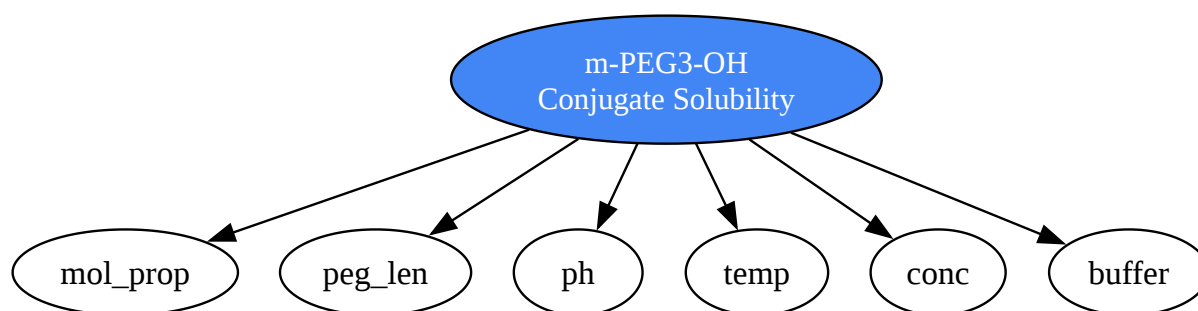 m-PEG3-OH
Conjugate Solubility
mol_prop
peg_len
ph
temp
conc
buffer